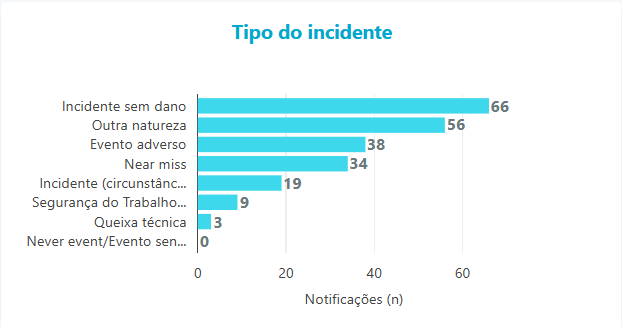 Tipo do incidente
Incidente sem dano 66
Outra natureza 56
Evento adverso 38
Near miss 34
Incidente (circunstânc... 19
Segurança do Trabalho... 9
Queixa técnica 3
Never event/Evento sen... 0
0 20 40 60
Notificações (n)